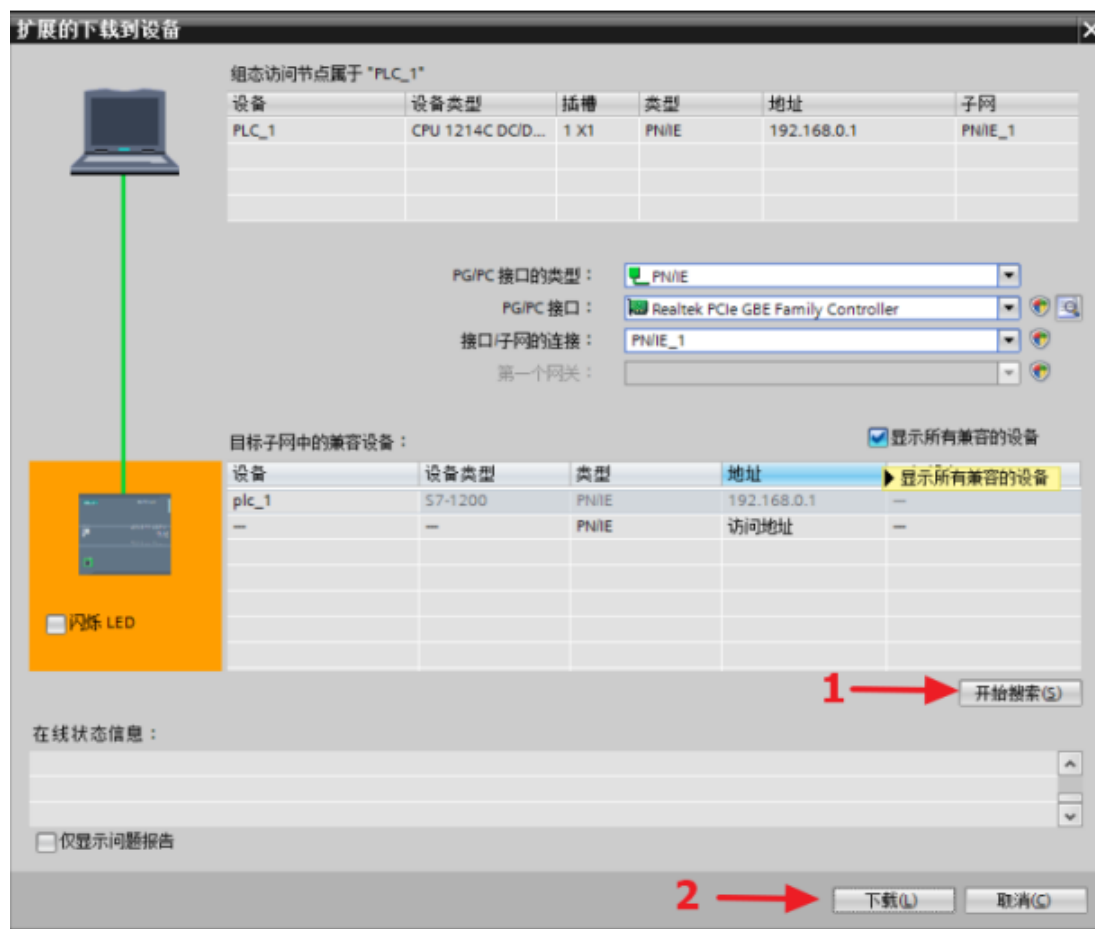 扩展的下载到设备
组态访问节点属于 "PLC_1"
设备 设备类型 插槽 类型 地址 子网
PLC_1 CPU 1214C DC/D... 1 X1 PN/IE 192.168.0.1 PN/IE_1
PG/PC 接口的类型: PN/IE
PG/PC 接口: Realtek PCIe GBE Family Controller
接口/子网的连接: PN/IE_1
第一个网关:
目标子网中的兼容设备: 显示所有兼容的设备
设备 设备类型 类型 地址 显示所有兼容的设备
plc_1 S7-1200 PN/IE 192.168.0.1 —
— — PN/IE 访问地址 —
闪烁 LED
1 开始搜索(S)
在线状态信息:
仅显示问题报告
2 下载(L) 取消(C)